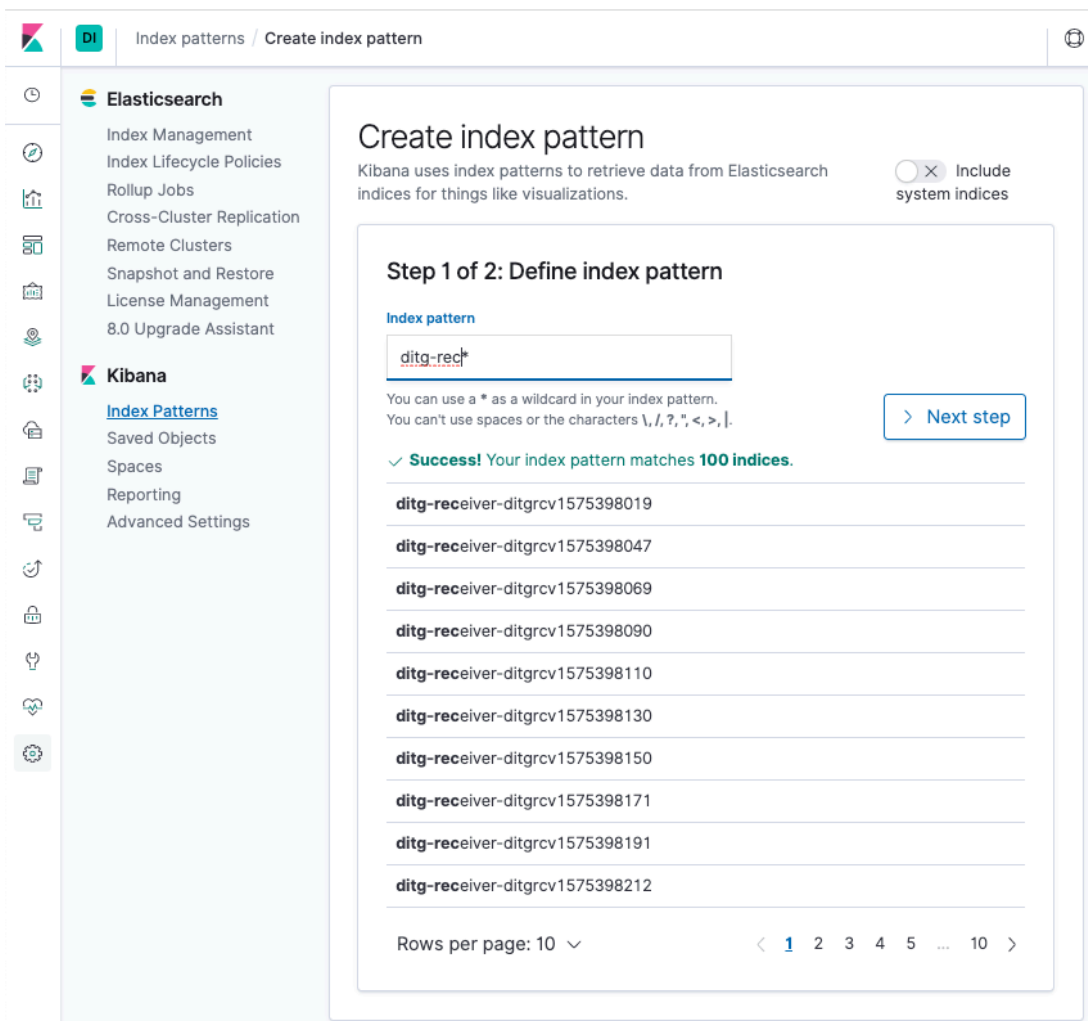 DI
Index patterns / Create index pattern
Elasticsearch
Index Management
Index Lifecycle Policies
Rollup Jobs
Cross-Cluster Replication
Remote Clusters
Snapshot and Restore
License Management
8.0 Upgrade Assistant
Kibana
Index Patterns
Saved Objects
Spaces
Reporting
Advanced Settings
Create index pattern
Kibana uses index patterns to retrieve data from Elasticsearch
indices for things like visualizations.
Include
system indices
Step 1 of 2: Define index pattern
Index pattern
ditg-rec*
You can use a * as a wildcard in your index pattern.
You can't use spaces or the characters \, /, ?, ", <, >, |.
Next step
Success! Your index pattern matches 100 indices.
ditg-receiver-ditgrcv1575398019
ditg-receiver-ditgrcv1575398047
ditg-receiver-ditgrcv1575398069
ditg-receiver-ditgrcv1575398090
ditg-receiver-ditgrcv1575398110
ditg-receiver-ditgrcv1575398130
ditg-receiver-ditgrcv1575398150
ditg-receiver-ditgrcv1575398171
ditg-receiver-ditgrcv1575398191
ditg-receiver-ditgrcv1575398212
Rows per page: 10
1 2 3 4 5 ... 10